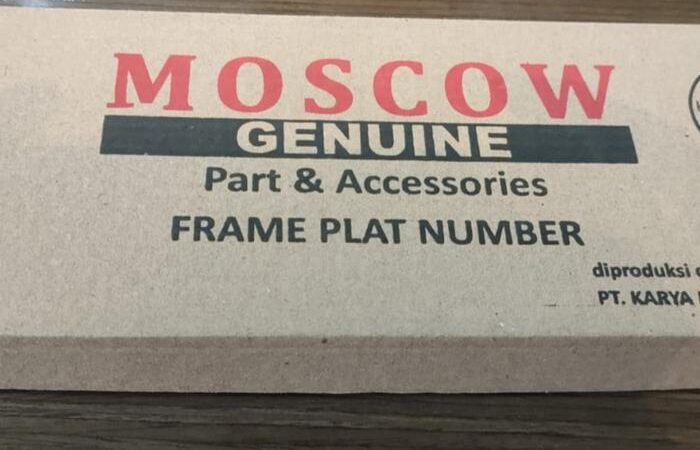 MOSCOW
GENUINE
Part & Accessories
FRAME PLAT NUMBER
diproduksi
PT. KARYA